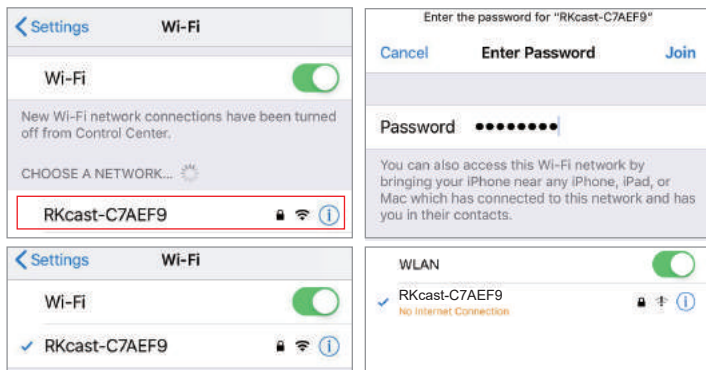 Settings Wi-Fi
Wi-Fi
New Wi-Fi network connections have been turned
off from Control Center.
CHOOSE A NETWORK...
RKcast-C7AEF9
Enter the password for "RKcast-C7AEF9"
Cancel Enter Password Join
Password ●●●●●●●●
You can also access this Wi-Fi network by
bringing your iPhone near any iPhone, iPad, or
Mac which has connected to this network and has
you in their contacts.
Settings Wi-Fi
Wi-Fi
RKcast-C7AEF9
WLAN
RKcast-C7AEF9
No Internet Connection